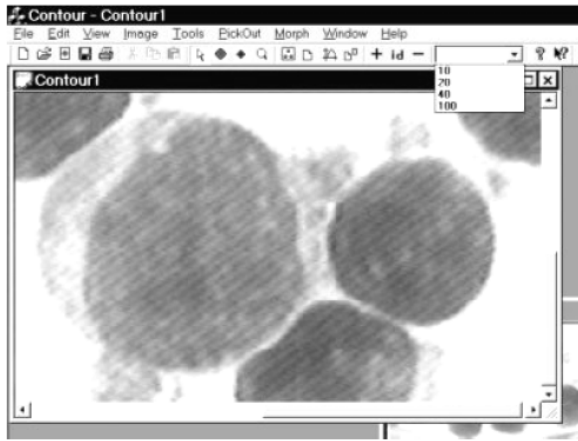 Contour - Contour1
File Edit View Image Tools PickOut Morph Window Help
+ id -
Contour1
10
20
40
100